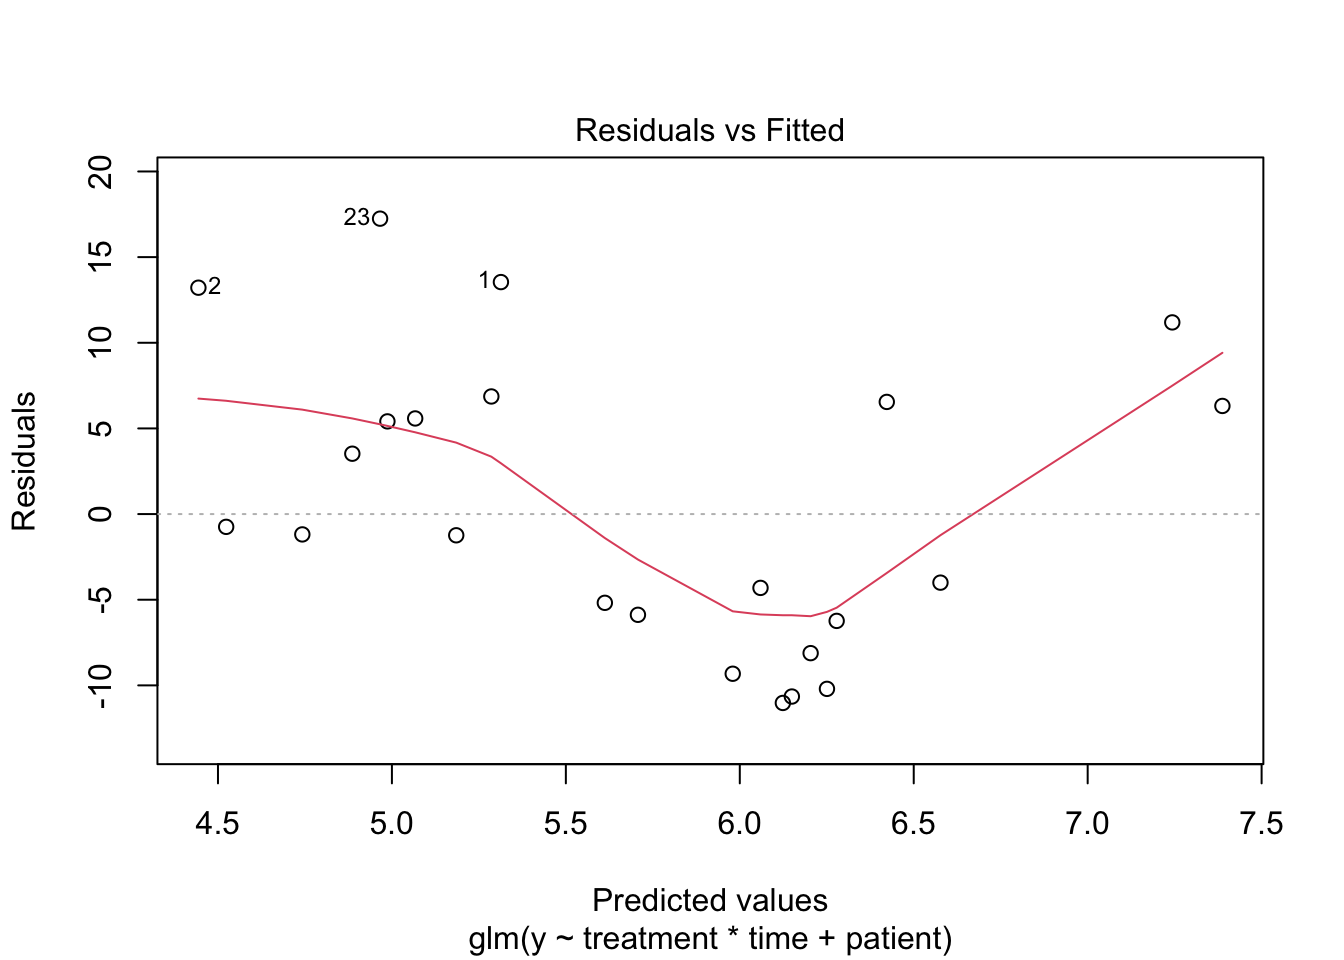 Residuals vs Fitted
Residuals
20
15
10
5
0
-5
-10
23
1
2
4.5 5.0 5.5 6.0 6.5 7.0 7.5
Predicted values
glm(y ~ treatment * time + patient)